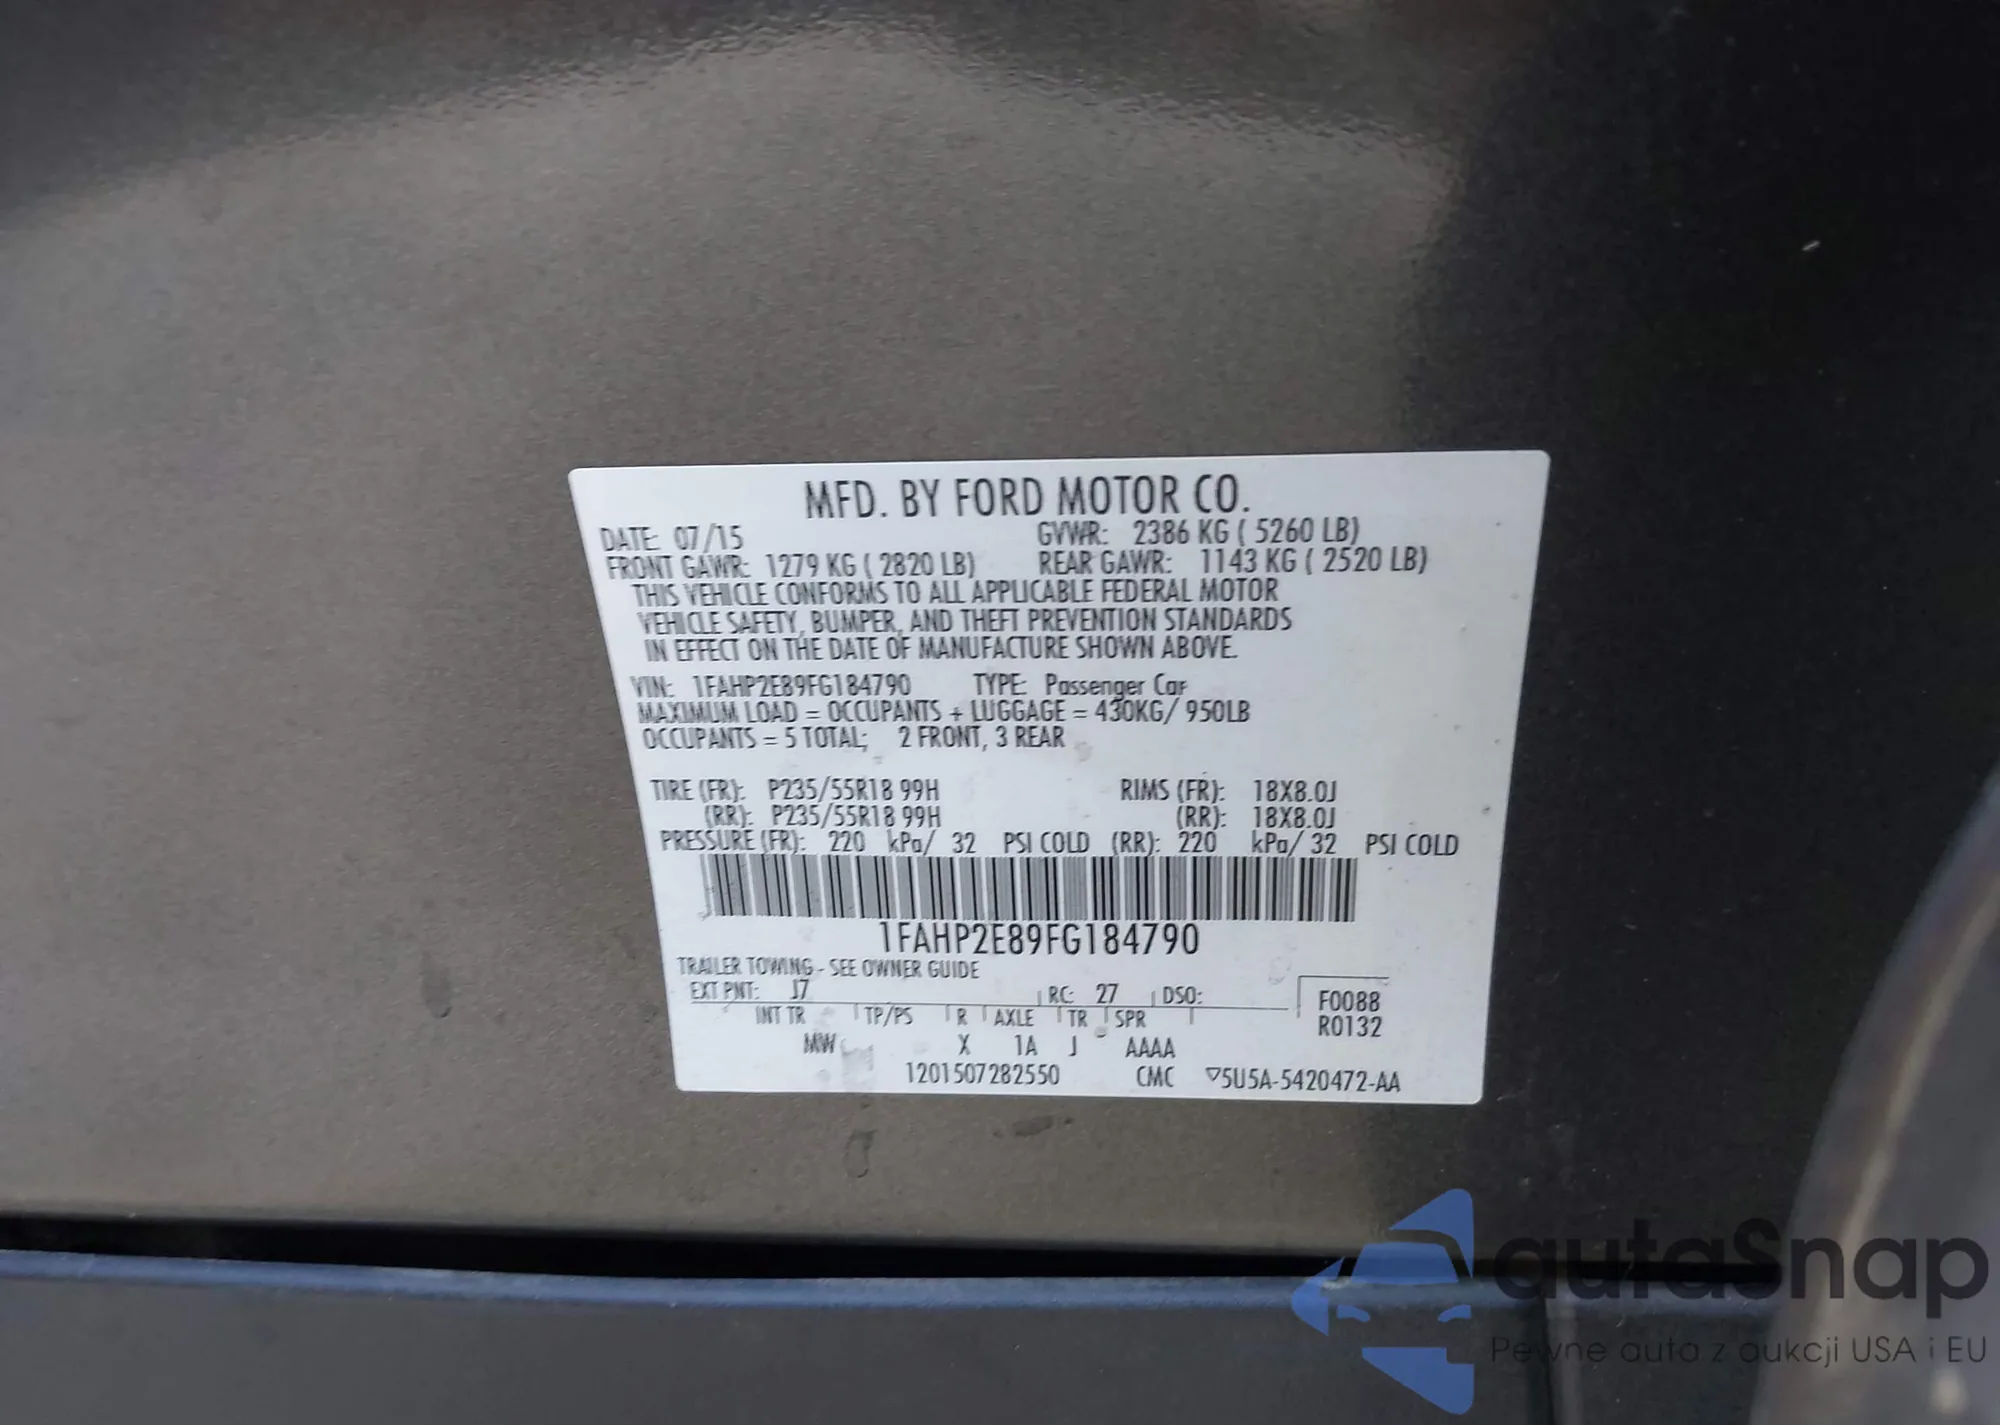 MFD. BY FORD MOTOR CO.
DATE: 07/15 GVWR: 2386 KG ( 5260 LB)
FRONT GAWR: 1279 KG ( 2820 LB) REAR GAWR: 1143 KG ( 2520 LB)
THIS VEHICLE CONFORMS TO ALL APPLICABLE FEDERAL MOTOR
VEHICLE SAFETY, BUMPER, AND THEFT PREVENTION STANDARDS
IN EFFECT ON THE DATE OF MANUFACTURE SHOWN ABOVE.
VIN: 1FAHP2E89FG184790 TYPE: Passenger Car
MAXIMUM LOAD = OCCUPANTS + LUGGAGE = 430KG/ 950LB
OCCUPANTS = 5 TOTAL; 2 FRONT, 3 REAR
TIRE (FR): P235/55R18 99H RIMS (FR): 18X8.0J
(RR): P235/55R18 99H (RR): 18X8.0J
PRESSURE (FR): 220 kPa/ 32 PSI COLD (RR): 220 kPa/ 32 PSI COLD
1FAHP2E89FG184790
TRAILER TOWING - SEE OWNER GUIDE
EXT PNT: J7 RC: 27 DSO: F0088
INT TR TP/PS R AXLE TR SPR R0132
MW X 1A J AAAA
1201507282550 CMC ▽5U5A-5420472-AA
autaSnap
Pewne auta z aukcji USA i EU